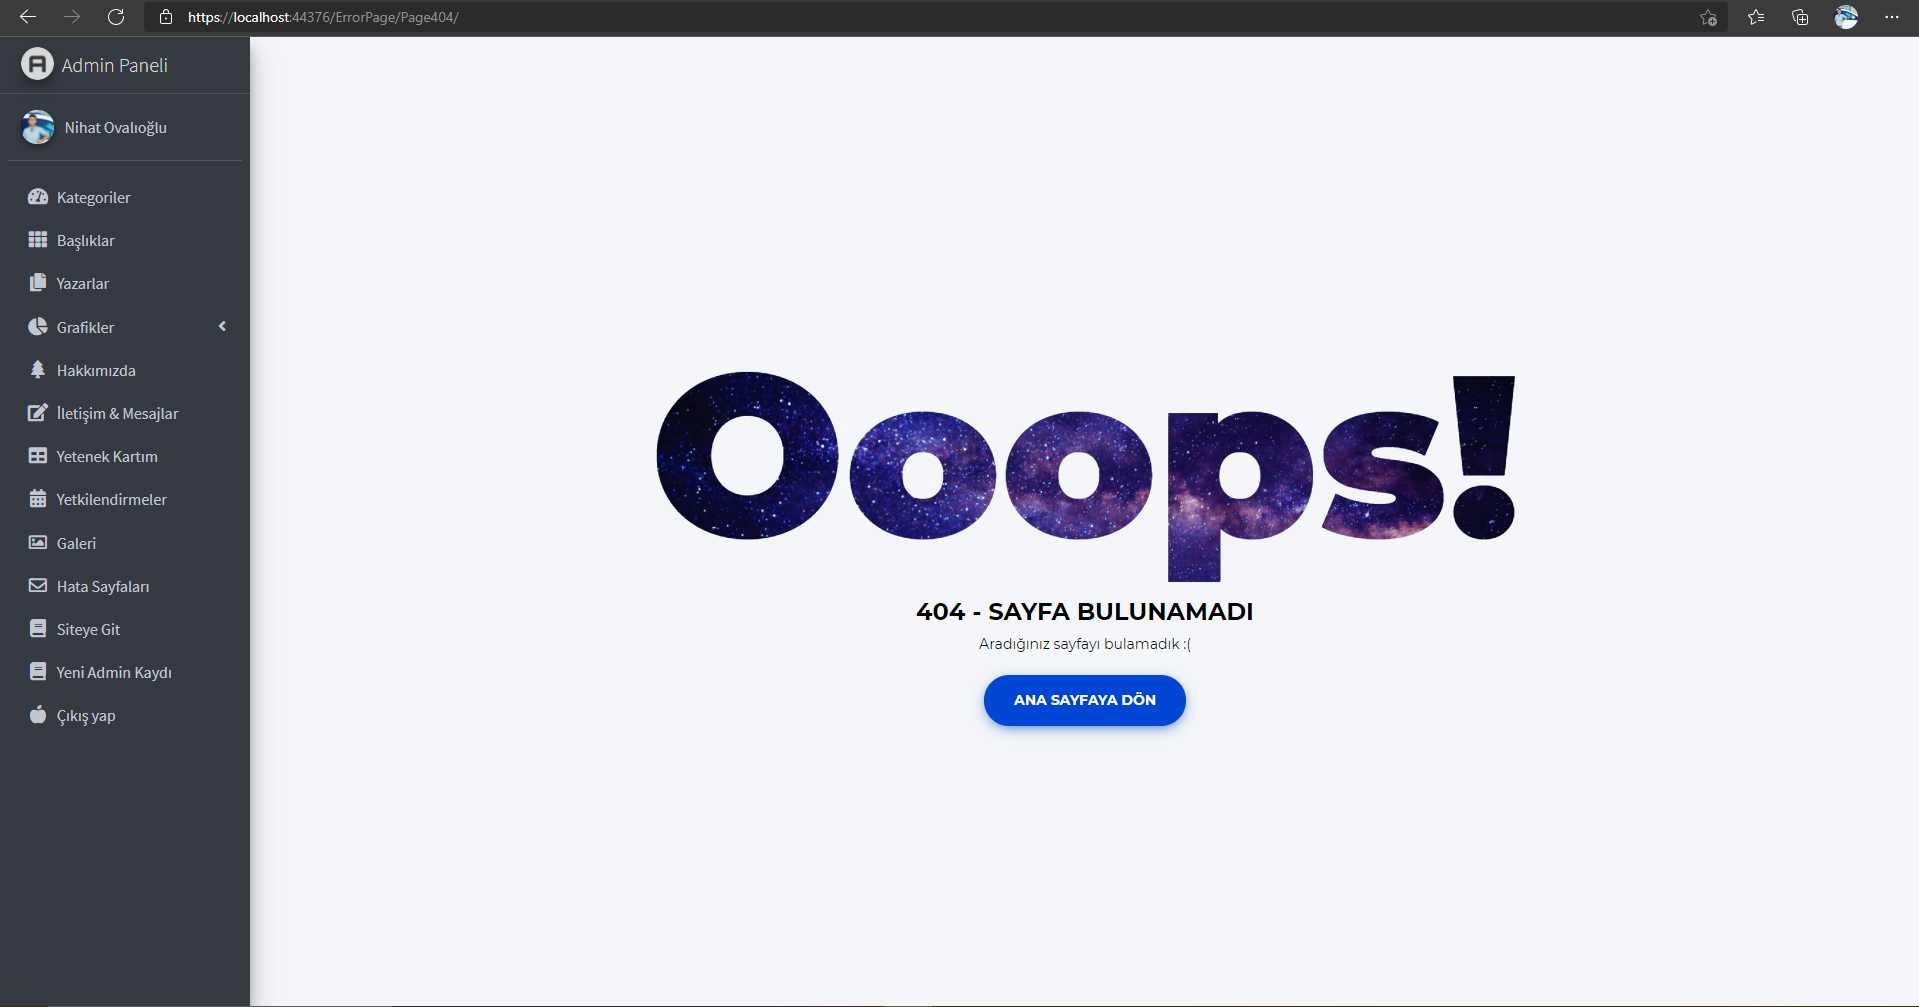 https://localhost:44376/ErrorPage/Page404/
Admin Paneli
Nihat Ovalıoğlu
Kategoriler
Başlıklar
Yazarlar
Grafikler
Hakkımızda
İletişim & Mesajlar
Yetenek Kartım
Yetkilendirmeler
Galeri
Hata Sayfaları
Siteye Git
Yeni Admin Kaydı
Çıkış yap
Ooops!
404 - SAYFA BULUNAMADI
Aradığınız sayfayı bulamadık :(
ANA SAYFAYA DÖN